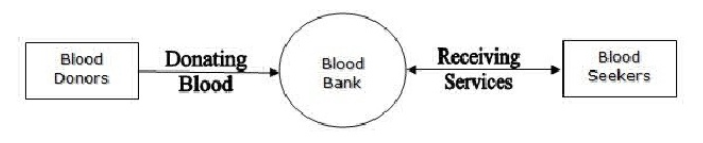 Blood
Donors
Donating
Blood
Blood
Bank
Receiving
Services
Blood
Seekers